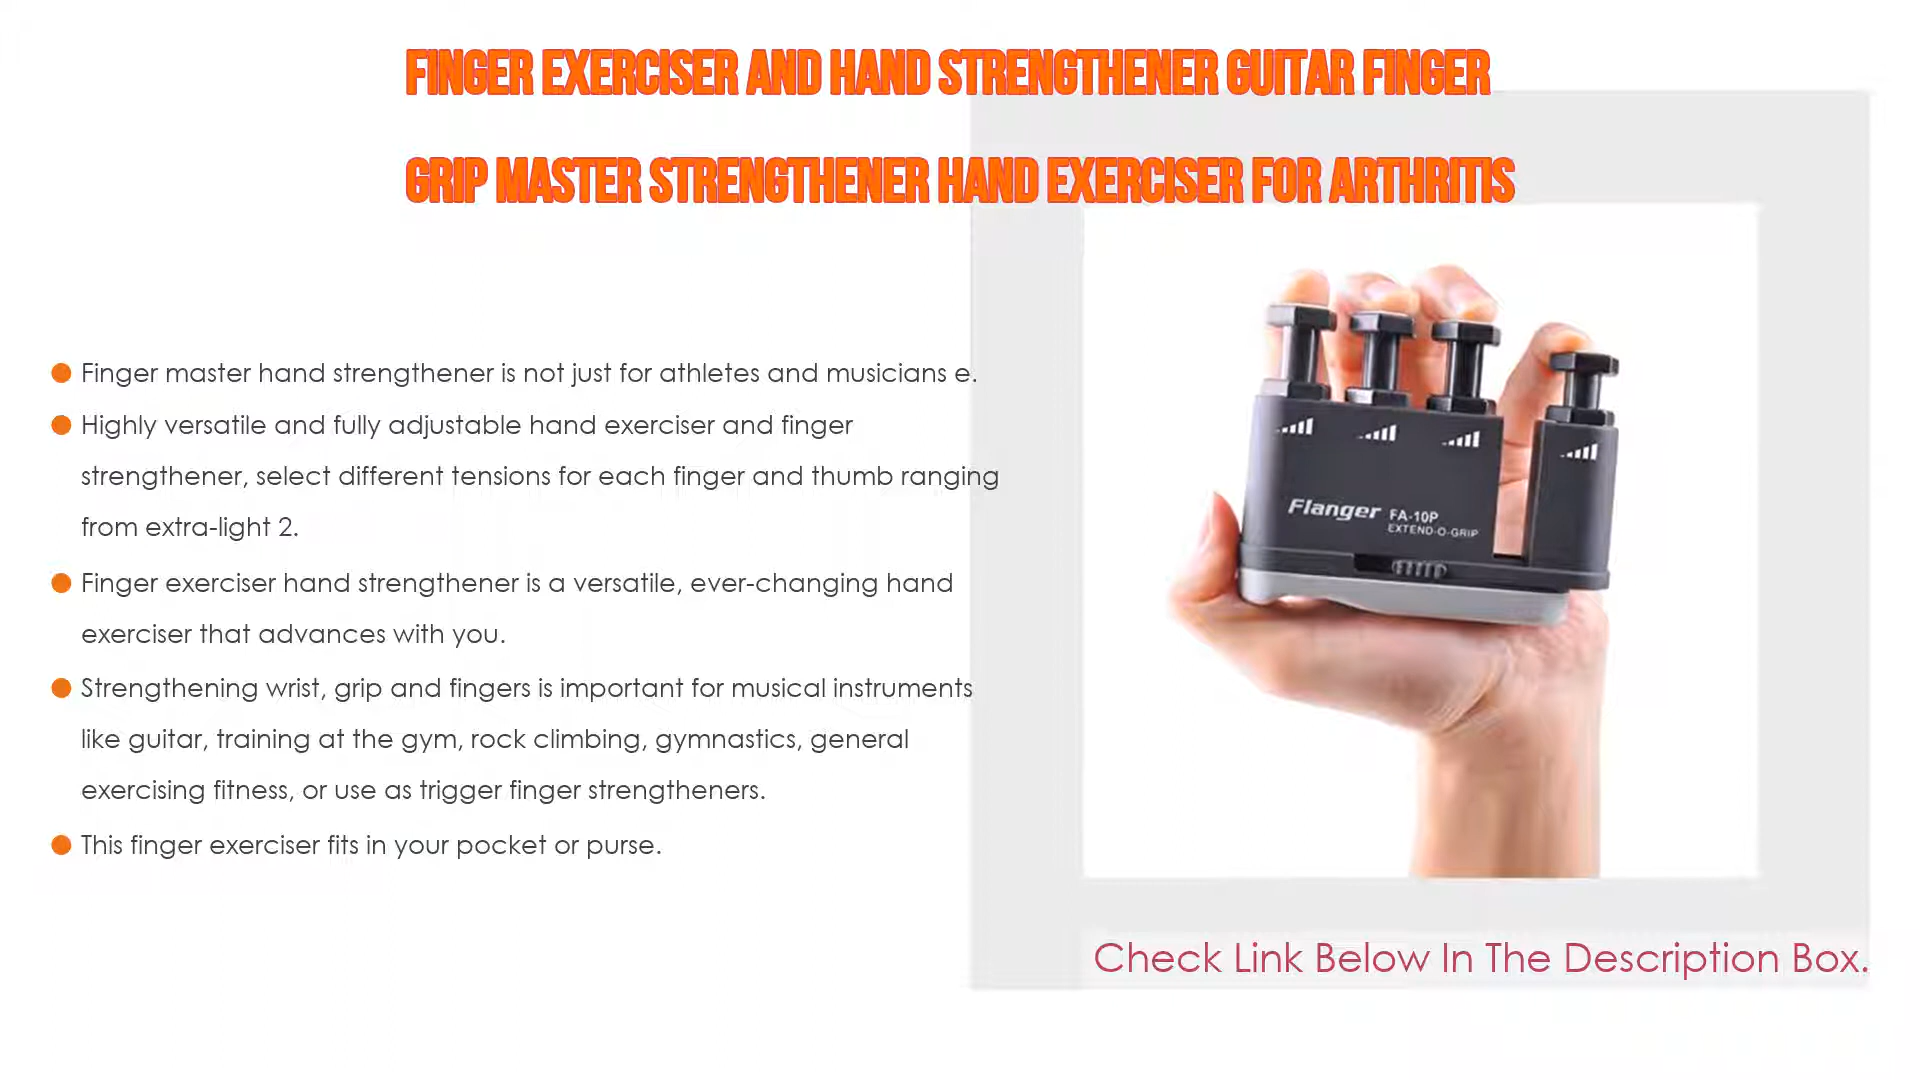 FINGER EXERCISER AND HAND STRENGTHENER GUITAR FINGER
GRIP MASTER STRENGTHENER HAND EXERCISER FOR ARTHRITIS
Finger master hand strengthener is not just for athletes and musicians e.
Highly versatile and fully adjustable hand exerciser and finger
strengthener, select different tensions for each finger and thumb ranging
from extra-light 2.
Finger exerciser hand strengthener is a versatile, ever-changing hand
exerciser that advances with you.
Strengthening wrist, grip and fingers is important for musical instruments
like guitar, training at the gym, rock climbing, gymnastics, general
exercising fitness, or use as trigger finger strengtheners.
This finger exerciser fits in your pocket or purse.
Flanger FA-10P
EXTEND-O-GRIP
Check Link Below In The Description Box.